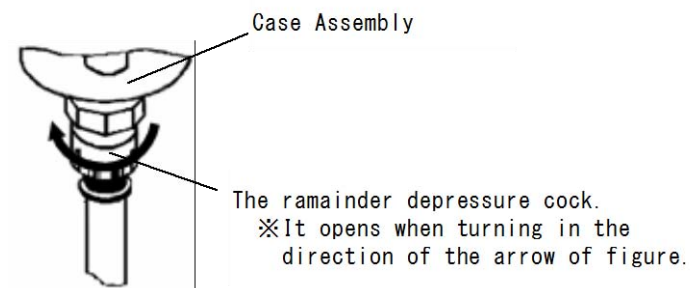 Case Assembly
The ramainder depressure cock.
※It opens when turning in the
direction of the arrow of figure.